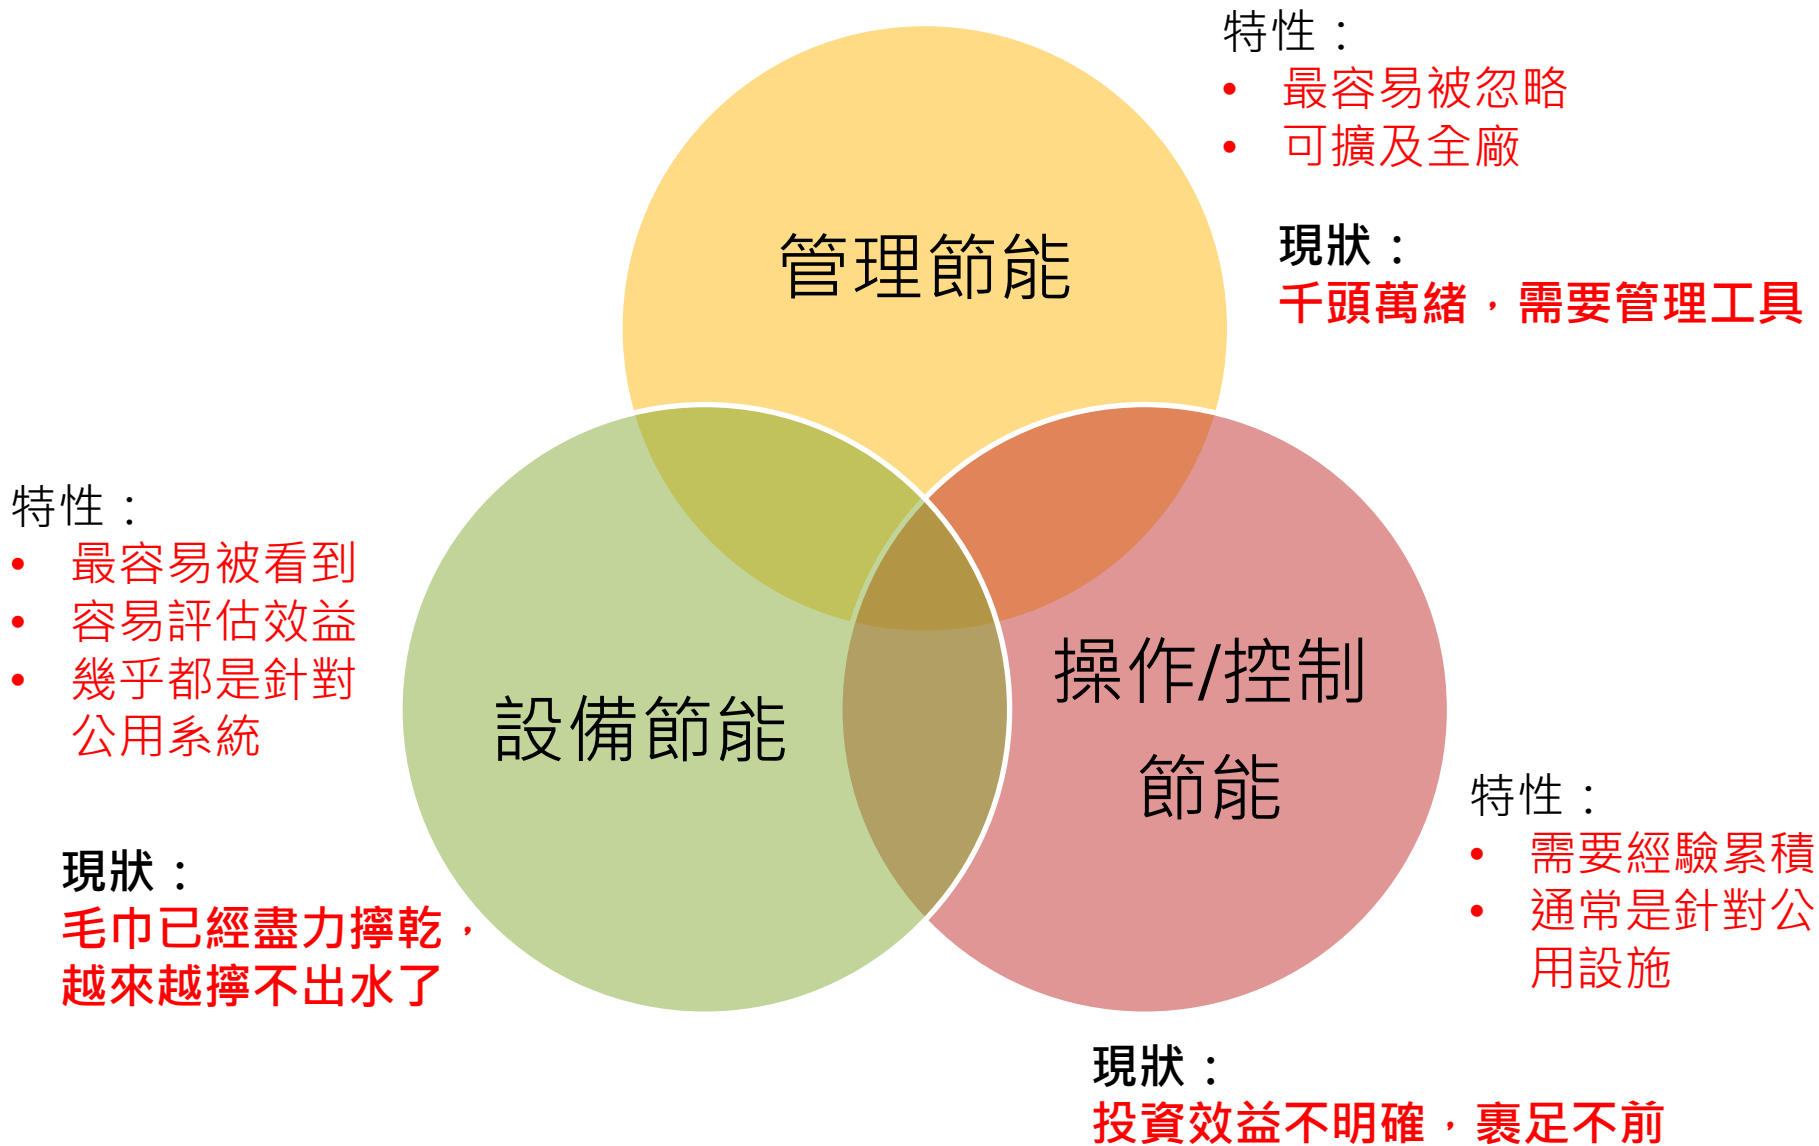 特性：
• 最容易被忽略
• 可擴及全廠
現狀：
千頭萬緒，需要管理工具
管理節能
特性：
• 最容易被看到
• 容易評估效益
• 幾乎都是針對
公用系統
現狀：
毛巾已經盡力擰乾，
越來越擰不出水了
設備節能
操作/控制
節能
特性：
• 需要經驗累積
• 通常是針對公
用設施
現狀：
投資效益不明確，裹足不前